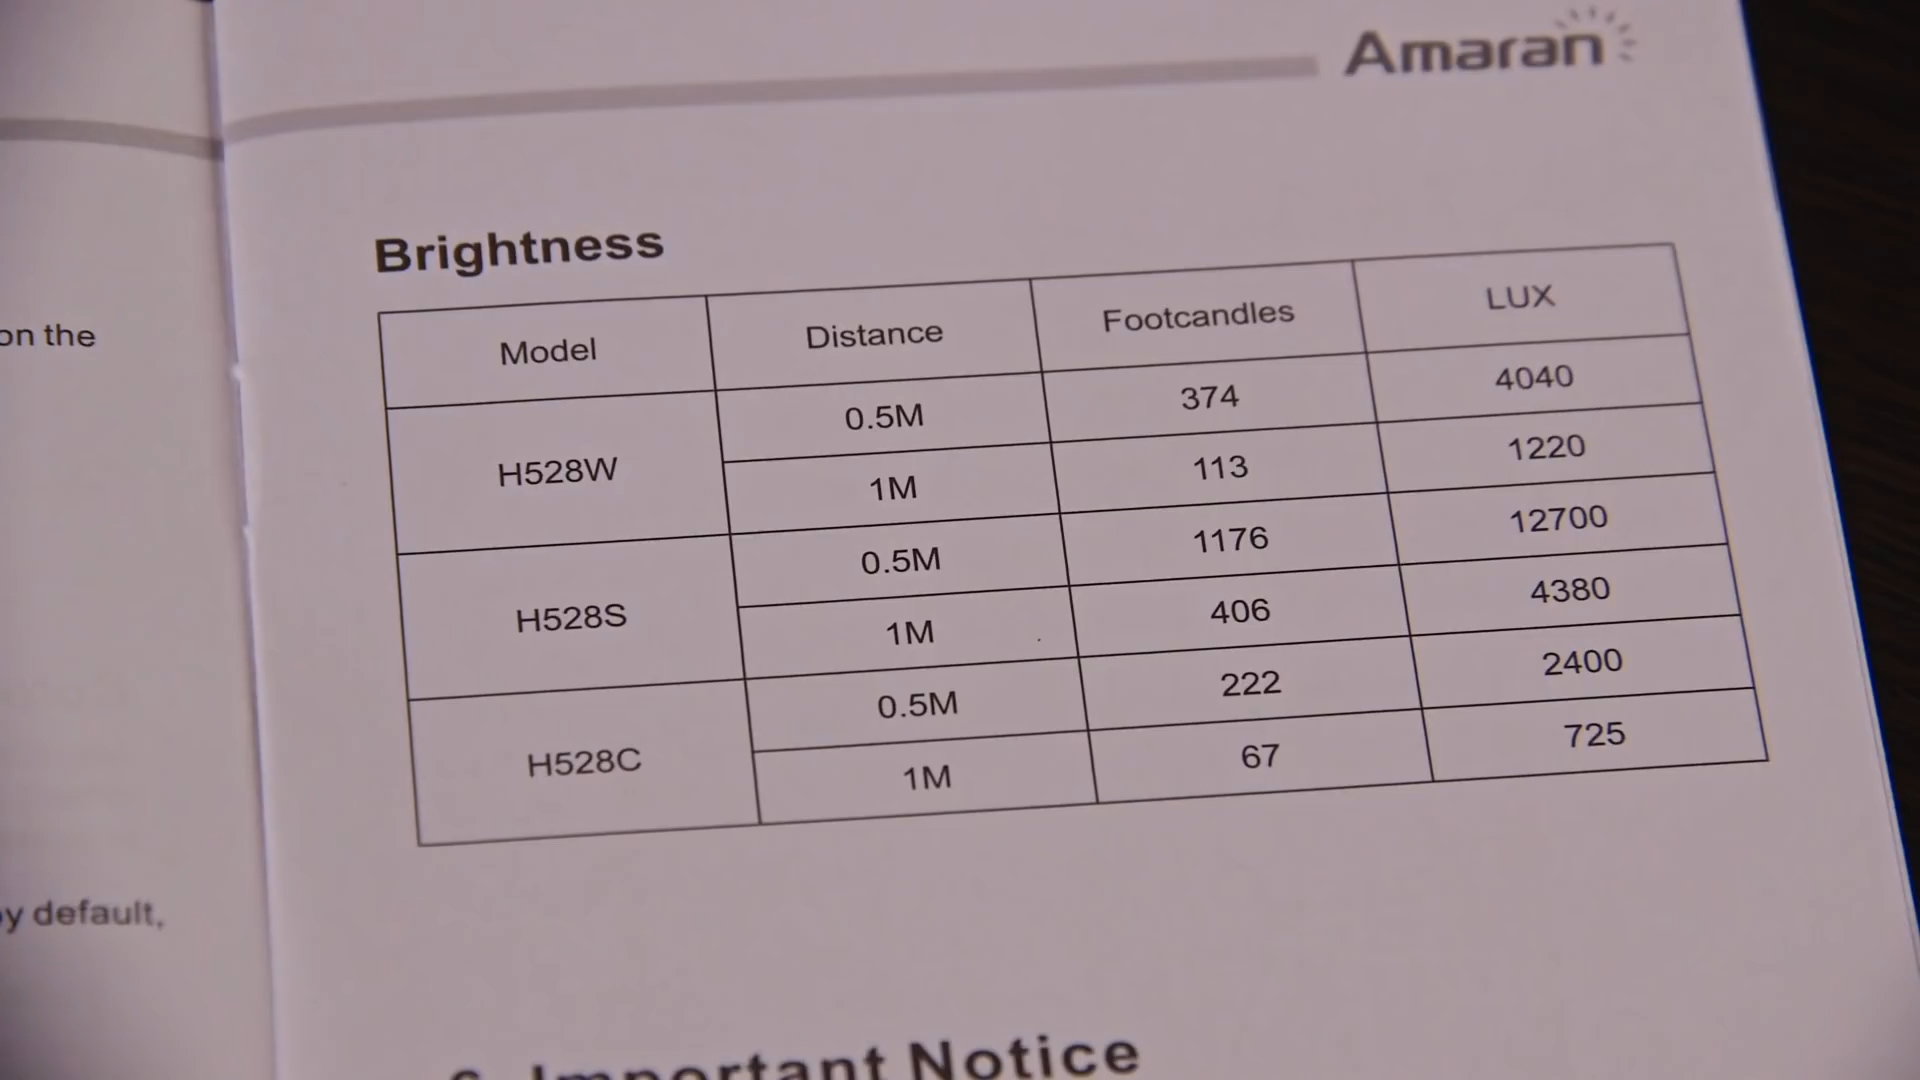 Amaran
on the
by default,
Brightness
Model Distance Footcandles LUX
H528W 0.5M 374 4040
1M 113 1220
H528S 0.5M 1176 12700
1M 406 4380
H528C 0.5M 222 2400
1M 67 725
Important Notice